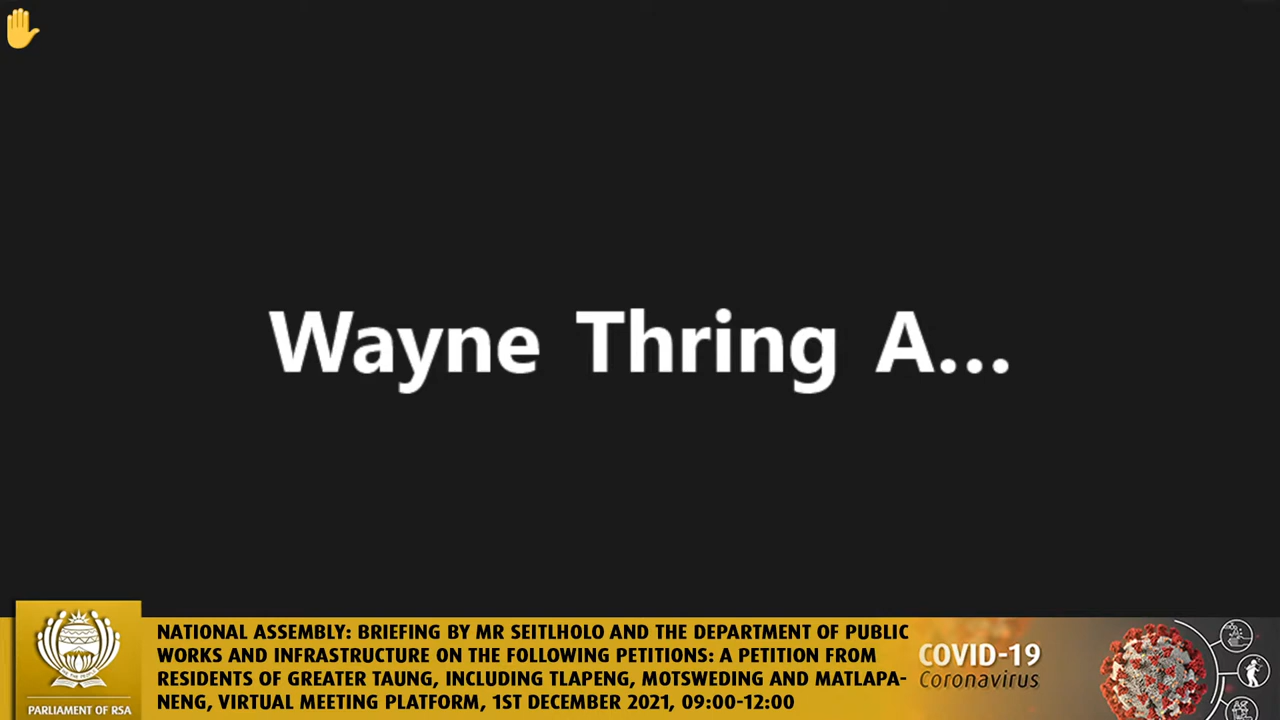 Wayne Thring A...
NATIONAL ASSEMBLY: BRIEFING BY MR SEITLHOLO AND THE DEPARTMENT OF PUBLIC
WORKS AND INFRASTRUCTURE ON THE FOLLOWING PETITIONS: A PETITION FROM
RESIDENTS OF GREATER TAUNG, INCLUDING TLAPENG, MOTSWEDING AND MATLAPA-
NENG, VIRTUAL MEETING PLATFORM, 1ST DECEMBER 2021, 09:00-12:00
PARLIAMENT OF RSA
COVID-19
Coronavirus